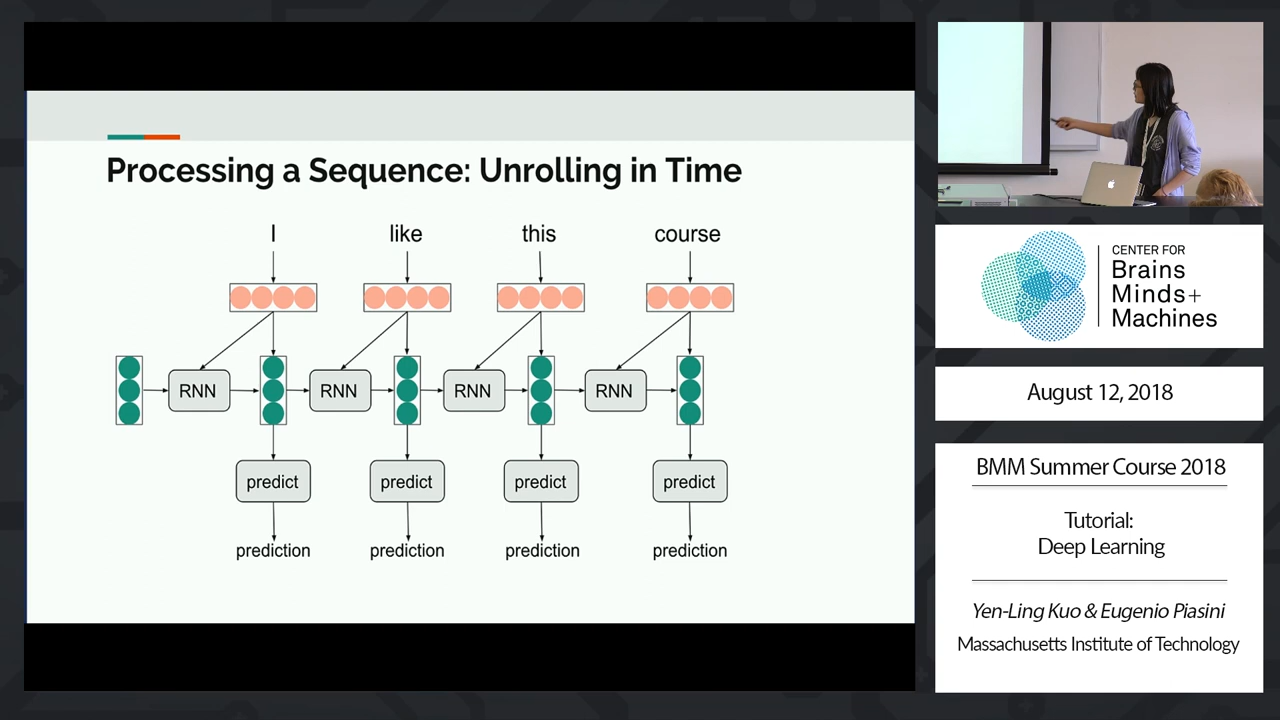 Processing a Sequence: Unrolling in Time
I like this course
RNN RNN RNN RNN
predict predict predict predict
prediction prediction prediction prediction
CENTER FOR
Brains
Minds+
Machines
August 12, 2018
BMM Summer Course 2018
Tutorial:
Deep Learning
Yen-Ling Kuo & Eugenio Piasini
Massachusetts Institute of Technology